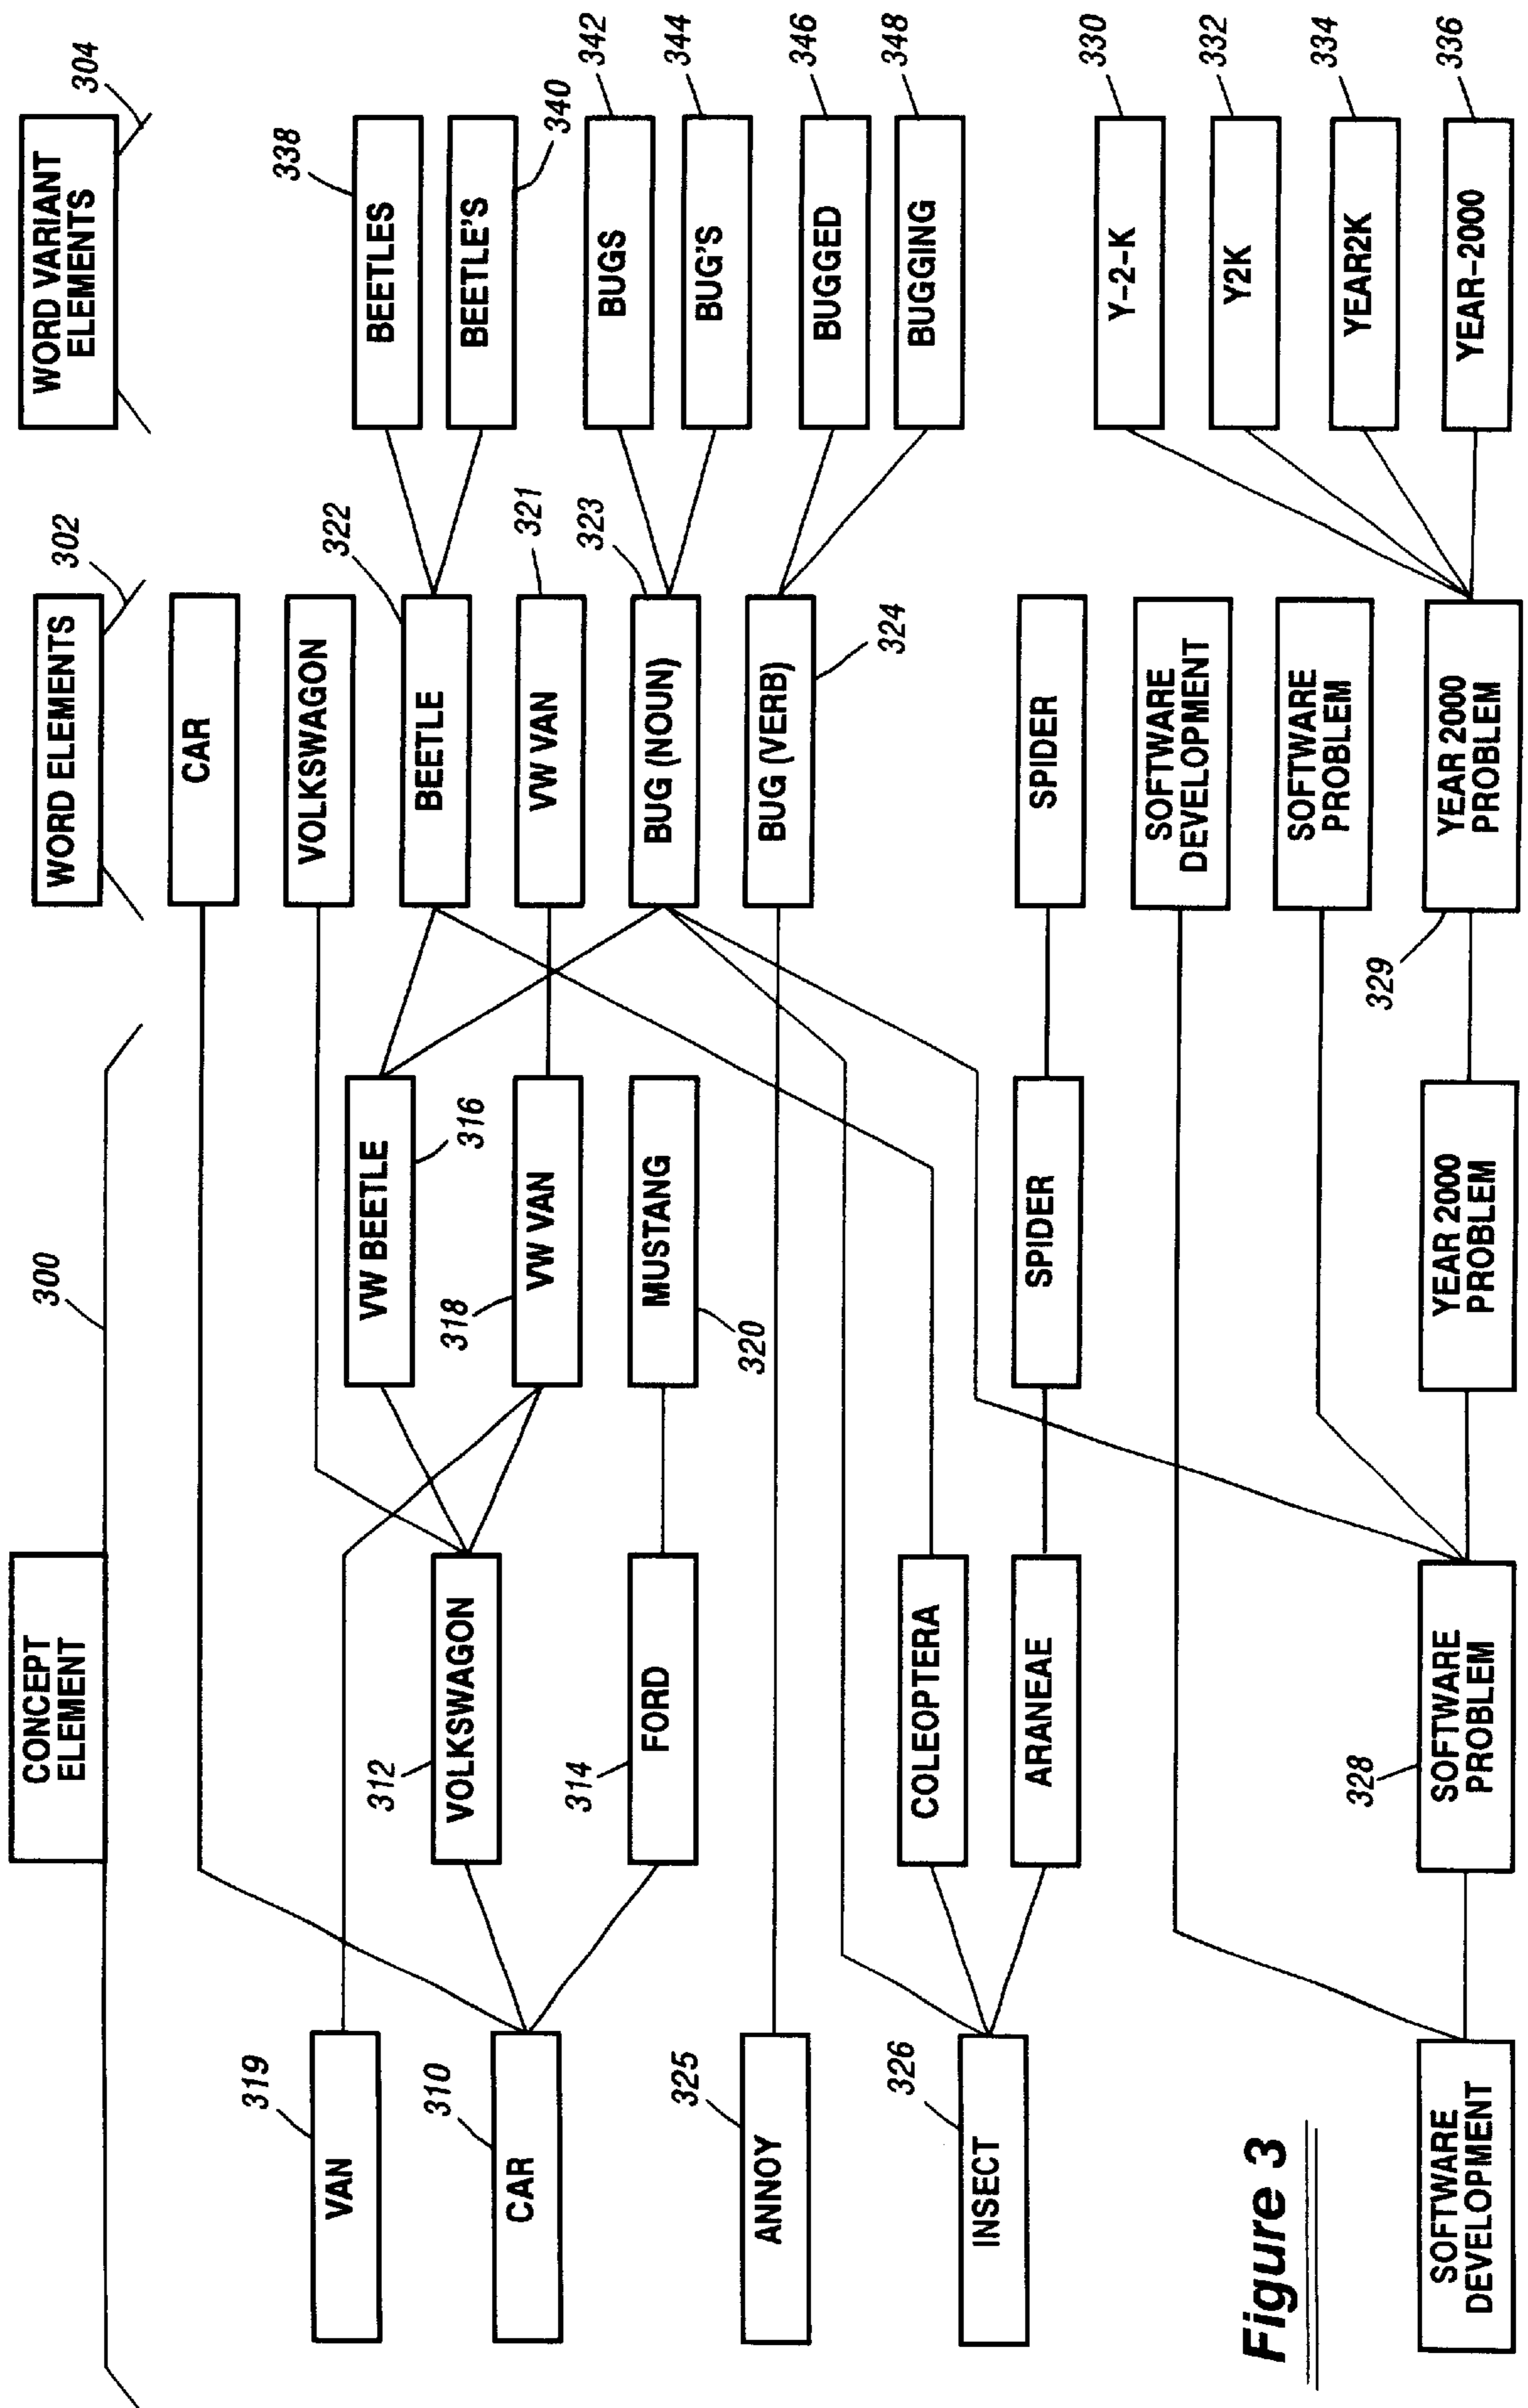 CONCEPT
ELEMENT
300
WORD ELEMENTS
302
WORD VARIANT
ELEMENTS
304
CAR
VOLKSWAGON
319
VAN
VW BEETLE
316
322
BEETLE
338
BEETLES
BEETLE'S
340
310
CAR
312
VOLKSWAGON
318
VW VAN
321
VW VAN
314
FORD
MUSTANG
320
323
BUG (NOUN)
BUGS
342
BUG'S
344
325
ANNOY
BUG (VERB)
324
BUGGED
346
BUGGING
348
326
INSECT
COLEOPTERA
ARANEAE
SPIDER
SPIDER
SOFTWARE
DEVELOPMENT
SOFTWARE
PROBLEM
Y-2-K
330
Y2K
332
YEAR2K
334
YEAR-2000
336
SOFTWARE
DEVELOPMENT
328
SOFTWARE
PROBLEM
YEAR 2000
PROBLEM
329
YEAR 2000
PROBLEM
Figure 3